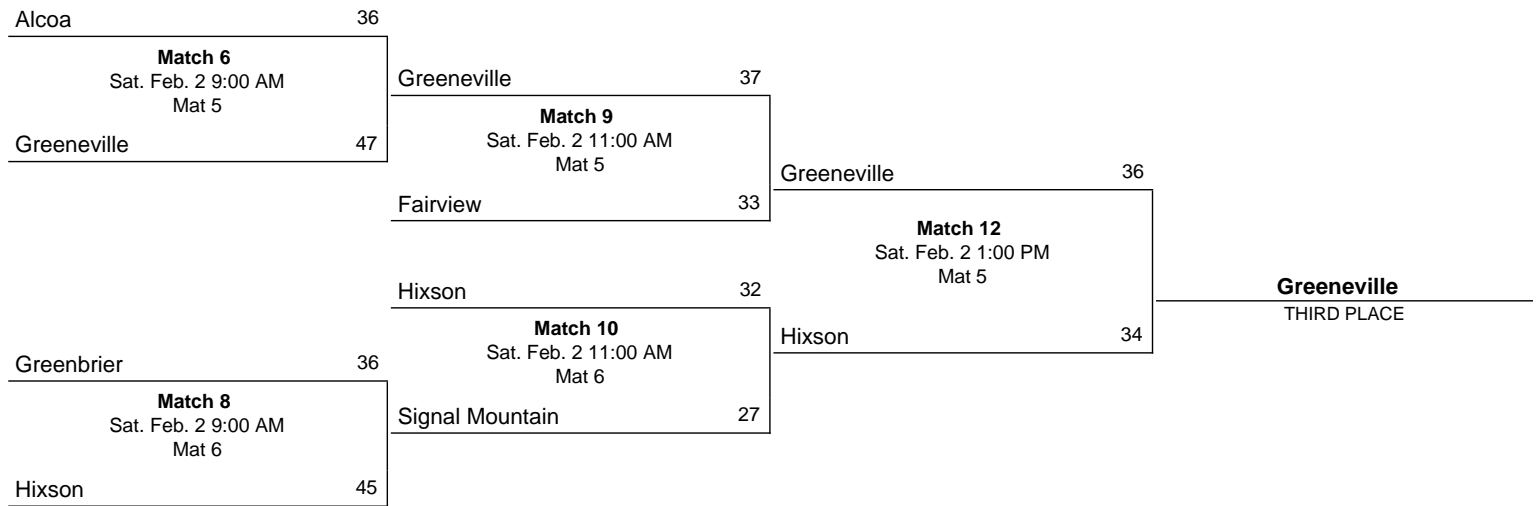 Alcoa 36
Match 6
Sat. Feb. 2 9:00 AM
Mat 5
Greeneville 47
Greeneville 37
Match 9
Sat. Feb. 2 11:00 AM
Mat 5
Fairview 33
Greeneville 36
Match 12
Sat. Feb. 2 1:00 PM
Mat 5
Hixson 34
Greeneville
THIRD PLACE
Hixson 32
Match 10
Sat. Feb. 2 11:00 AM
Mat 6
Signal Mountain 27
Greenbrier 36
Match 8
Sat. Feb. 2 9:00 AM
Mat 6
Hixson 45